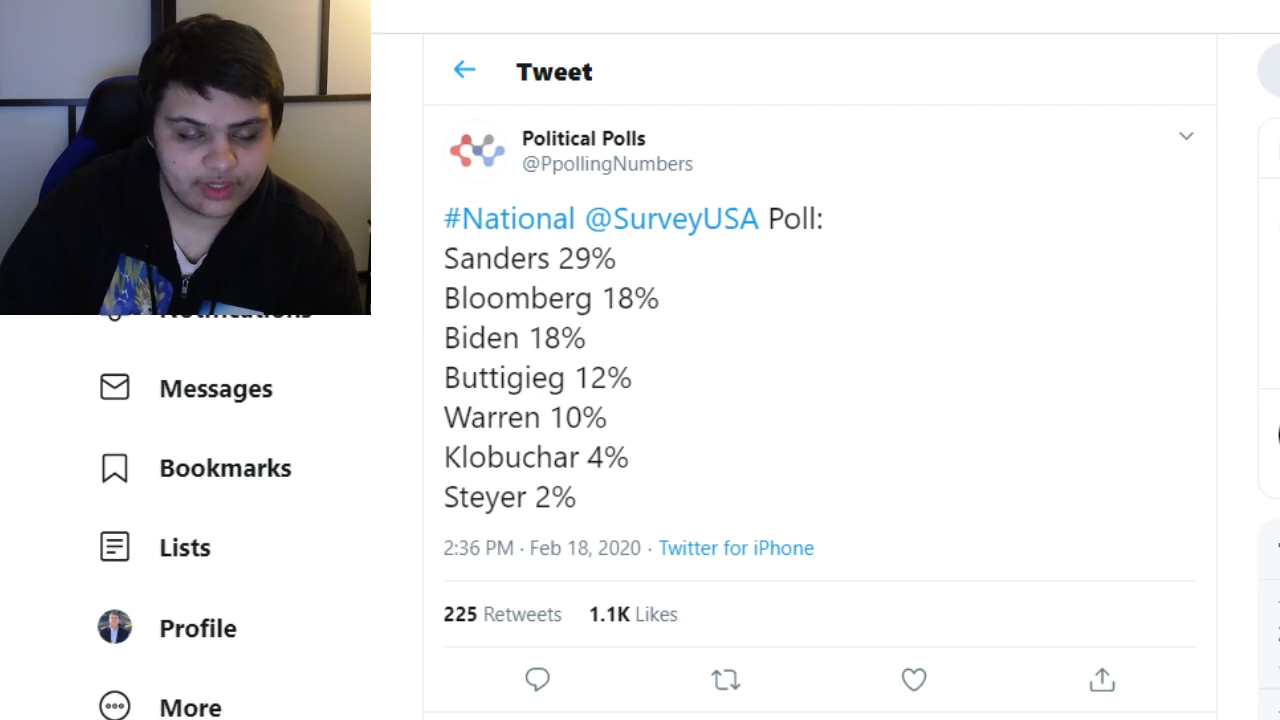 Tweet
Political Polls
@PpollingNumbers
#National @SurveyUSA Poll:
Sanders 29%
Bloomberg 18%
Biden 18%
Buttigieg 12%
Warren 10%
Klobuchar 4%
Steyer 2%
2:36 PM · Feb 18, 2020 · Twitter for iPhone
225 Retweets 1.1K Likes
Notifications
Messages
Bookmarks
Lists
Profile
More